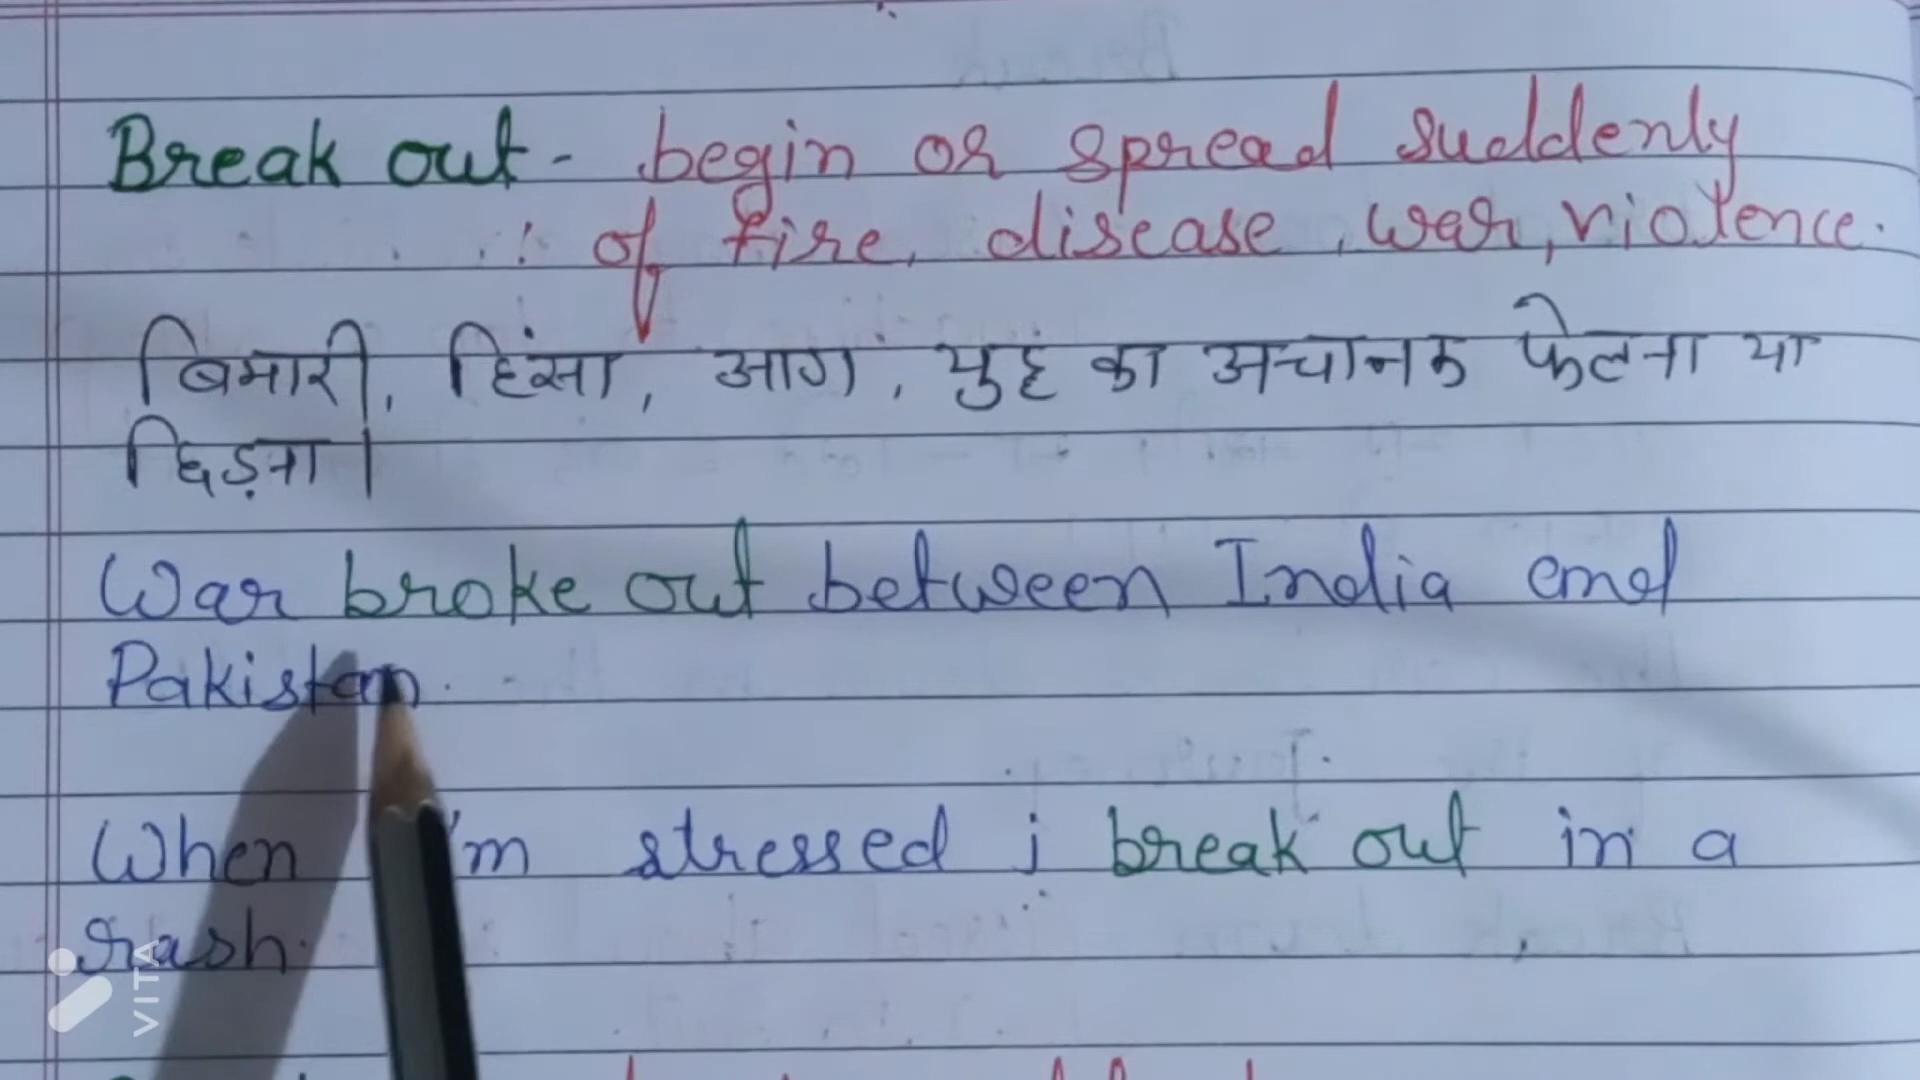 Break out - begin or spread suddenly
of fire, disease, war, violence.
बिमारी, हिंसा, आग, युद्ध का अचानक फेलना या
छिड़ना।
War broke out between India and
Pakistan.
When I'm stressed i break out in a
rash.
VITA